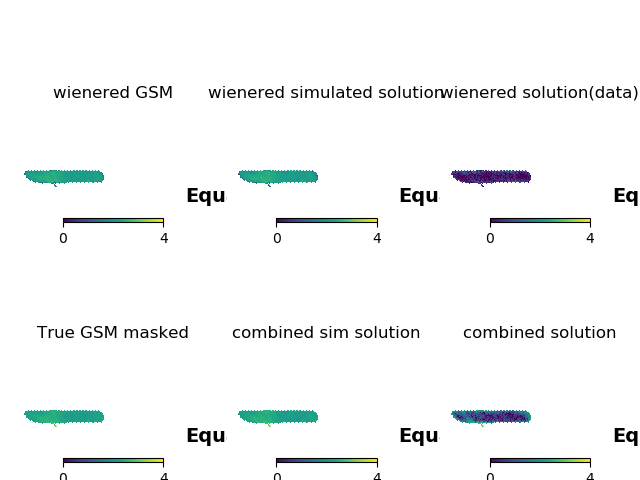 wienered GSM
wienered simulated solution
wienered solution(data)
Equ
Equ
Eq
0 4
0 4
0 4
True GSM masked
combined sim solution
combined solution
Equ
Equ
Eq
0 4
0 4
0 4